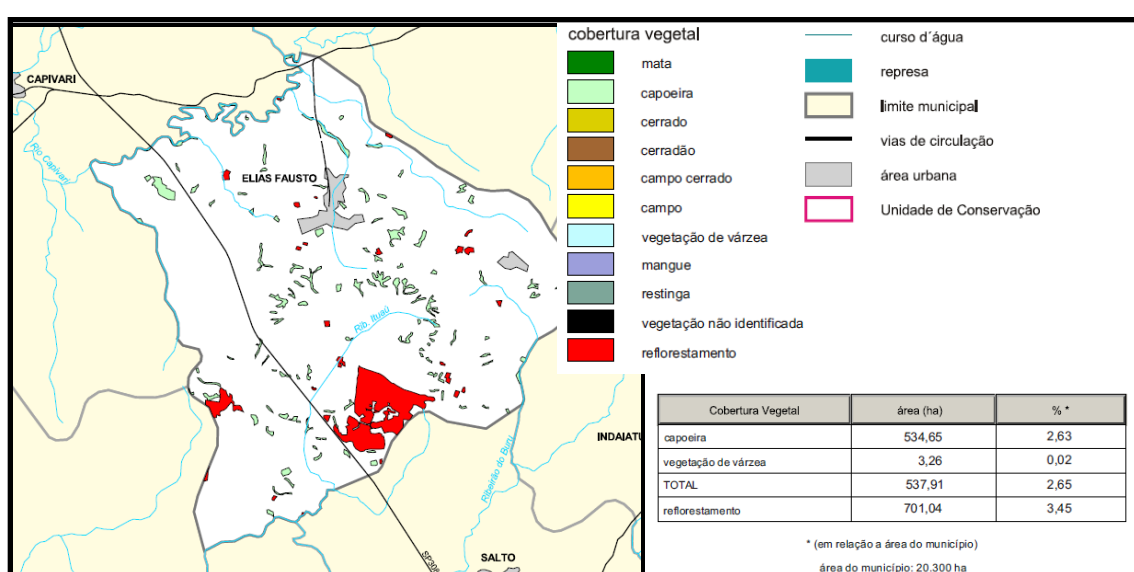 CAPIVARI
Rio Capivari
ELIAS FAUSTO
Rib. Ituaú
INDAIATU
Ribeirão do Buru
SALTO
SP308
cobertura vegetal
mata
capoeira
cerrado
cerradão
campo cerrado
campo
vegetação de várzea
mangue
restinga
vegetação não identificada
reflorestamento
curso d´água
represa
limite municipal
vias de circulação
área urbana
Unidade de Conservação
Cobertura Vegetal área (ha) % *
capoeira 534,65 2,63
vegetação de várzea 3,26 0,02
TOTAL 537,91 2,65
reflorestamento 701,04 3,45
* (em relação a área do município)
área do município: 20.300 ha